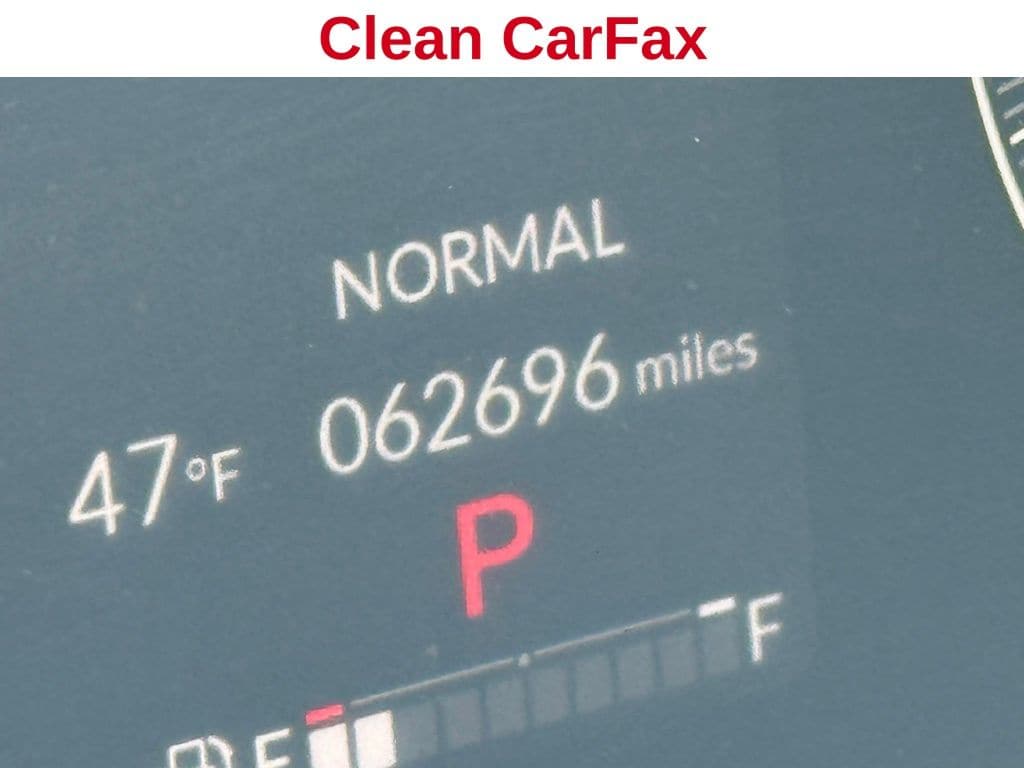 Clean CarFax
NORMAL
062696 miles
47°F
P
F
E